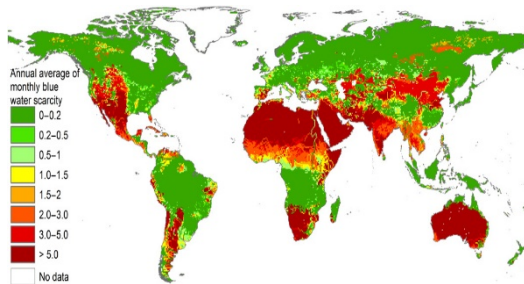 Annual average of
monthly blue
water scarcity
0–0.2
0.2–0.5
0.5–1
1.0–1.5
1.5–2
2.0–3.0
3.0–5.0
> 5.0
No data